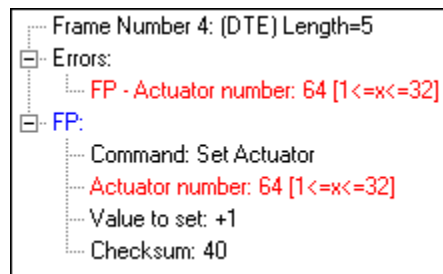 Frame Number 4: (DTE) Length=5
Errors:
FP - Actuator number: 64 [1<=x<=32]
FP:
Command: Set Actuator
Actuator number: 64 [1<=x<=32]
Value to set: +1
Checksum: 40